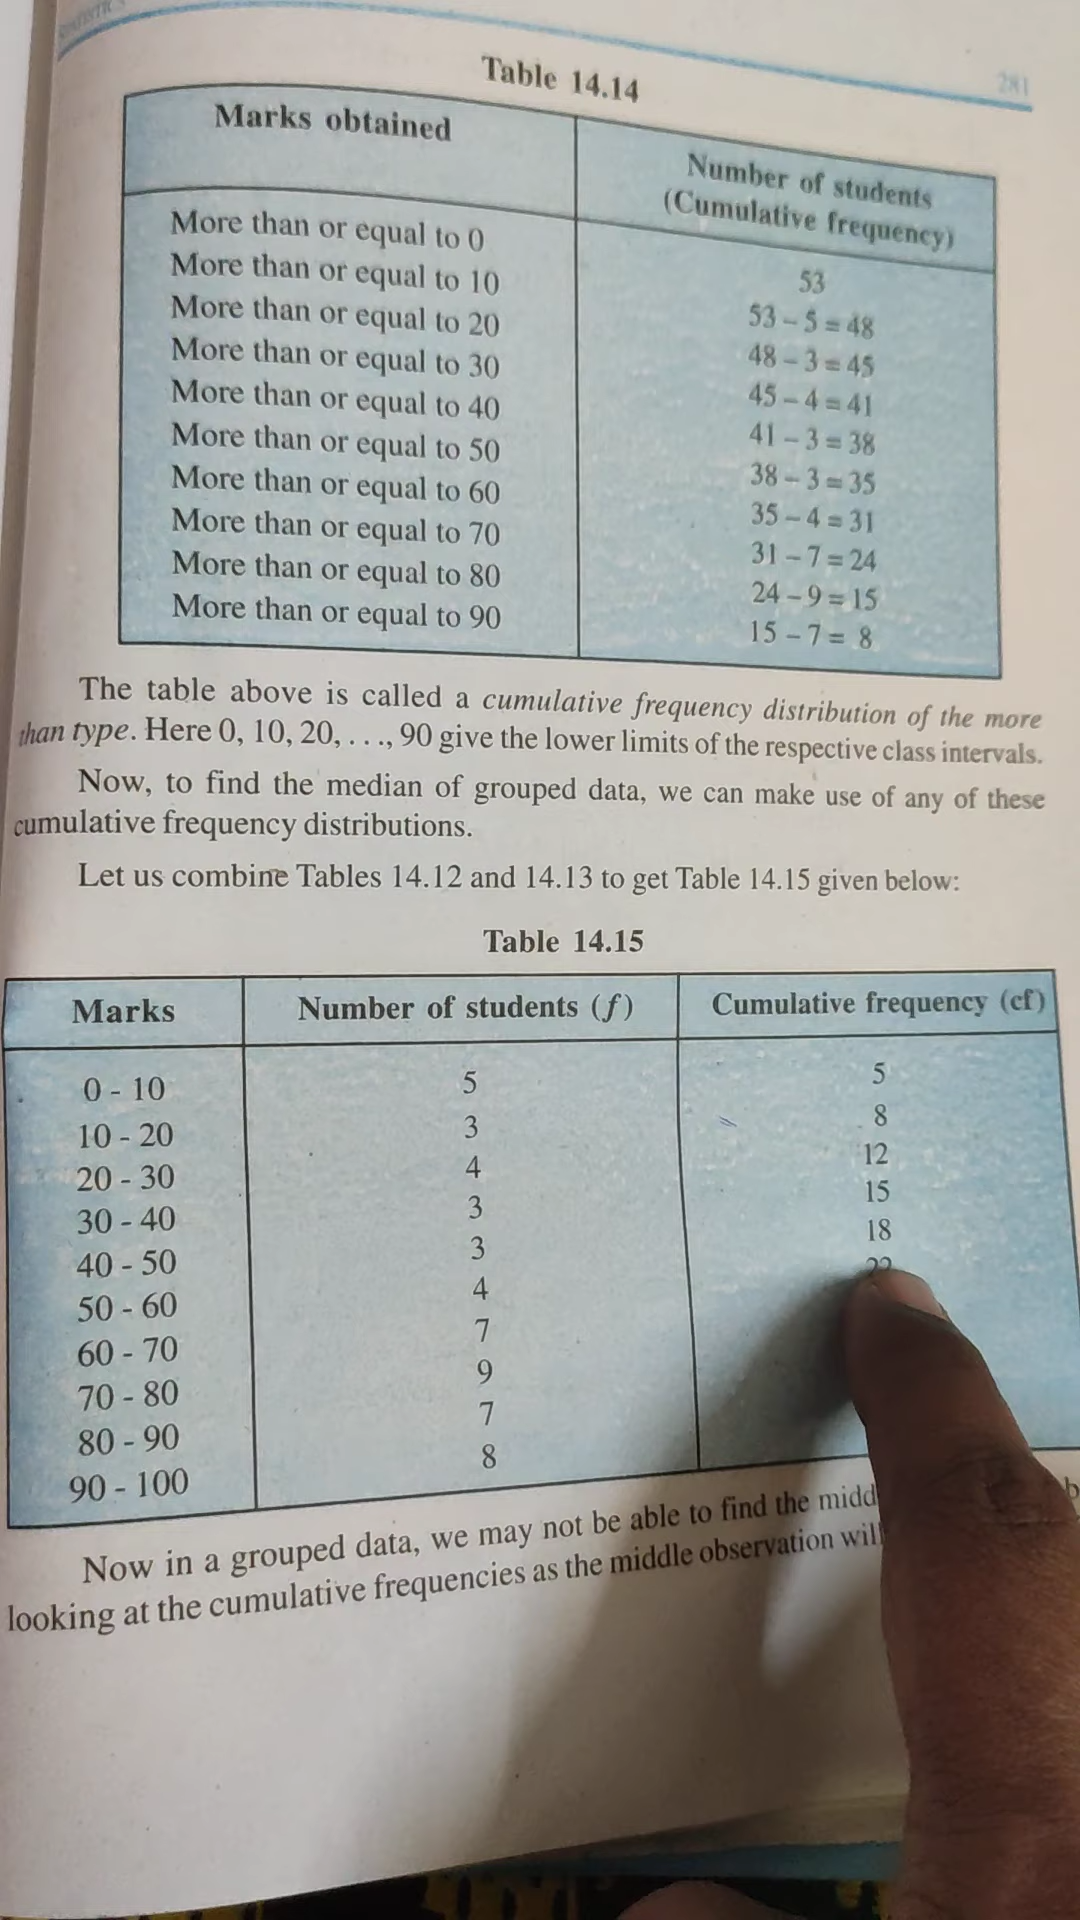 STATISTICS
281
Table 14.14
Marks obtained
Number of students
(Cumulative frequency)
More than or equal to 0 53
More than or equal to 10 53 – 5 = 48
More than or equal to 20 48 – 3 = 45
More than or equal to 30 45 – 4 = 41
More than or equal to 40 41 – 3 = 38
More than or equal to 50 38 – 3 = 35
More than or equal to 60 35 – 4 = 31
More than or equal to 70 31 – 7 = 24
More than or equal to 80 24 – 9 = 15
More than or equal to 90 15 – 7 = 8
The table above is called a cumulative frequency distribution of the more
than type. Here 0, 10, 20, . . ., 90 give the lower limits of the respective class intervals.
Now, to find the median of grouped data, we can make use of any of these
cumulative frequency distributions.
Let us combine Tables 14.12 and 14.13 to get Table 14.15 given below:
Table 14.15
Marks Number of students (f) Cumulative frequency (cf)
0 - 10 5 5
10 - 20 3 8
20 - 30 4 12
30 - 40 3 15
40 - 50 3 18
50 - 60 4 22
60 - 70 7
70 - 80 9
80 - 90 7
90 - 100 8
Now in a grouped data, we may not be able to find the midd
looking at the cumulative frequencies as the middle observation will